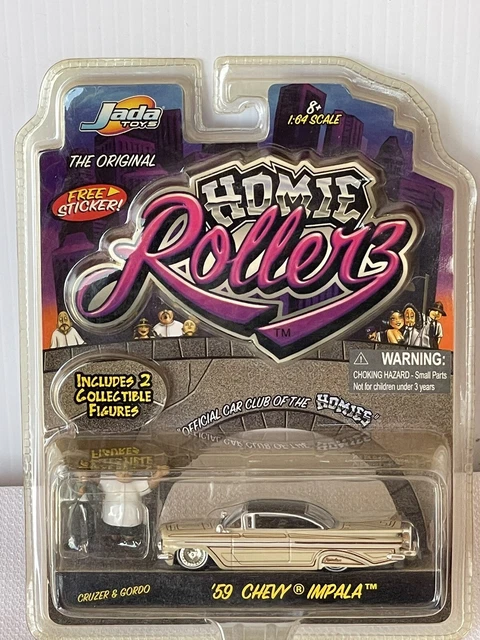 Jada
TOYS
8+
1:64 SCALE
THE ORIGINAL
FREE
STICKER!
HOMIE
Rollerz
TM
WARNING:
CHOKING HAZARD - Small Parts
Not for children under 3 years
INCLUDES 2
COLLECTIBLE
FIGURES
"OFFICIAL CAR CLUB OF THE HOMIES"
CRUZER & GORDO
'59 CHEVY® IMPALA™